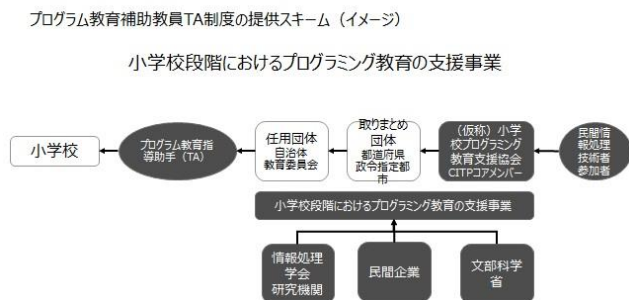 プログラム教育補助教員TA制度の提供スキーム（イメージ）
小学校段階におけるプログラミング教育の支援事業
小学校
プログラム教育指
導助手（TA）
任用団体
自治体
教育委員会
取りまとめ
団体
都道府県
政令指定都
市
（仮称）小学
校プログラミング
教育支援協会
CITPコアメンバー
民間情
報処理
技術者
参加者
小学校段階におけるプログラミング教育の支援事業
情報処理
学会
研究機関
民間企業
文部科学
省